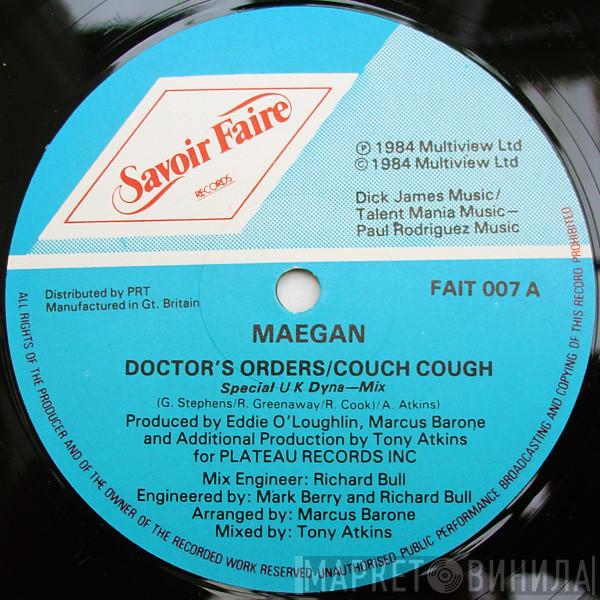 Savoir Faire
RECORDS
℗ 1984 Multiview Ltd
© 1984 Multiview Ltd
Dick James Music/
Talent Mania Music—
Paul Rodriguez Music
Distributed by PRT
Manufactured in Gt. Britain
FAIT 007 A
MAEGAN
DOCTOR'S ORDERS/COUCH COUGH
Special U K Dyna—Mix
(G. Stephens/R. Greenaway/R. Cook)/A. Atkins)
Produced by Eddie O'Loughlin, Marcus Barone
and Additional Production by Tony Atkins
for PLATEAU RECORDS INC
Mix Engineer: Richard Bull
Engineered by: Mark Berry and Richard Bull
Arranged by: Marcus Barone
Mixed by: Tony Atkins
ALL RIGHTS OF THE PRODUCER AND OF THE OWNER OF THE RECORDED WORK RESERVED. UNAUTHORISED PUBLIC PERFORMANCE BROADCASTING AND COPYING OF THIS RECORD PROHIBITED
МАРКЕТ ВИНИЛА